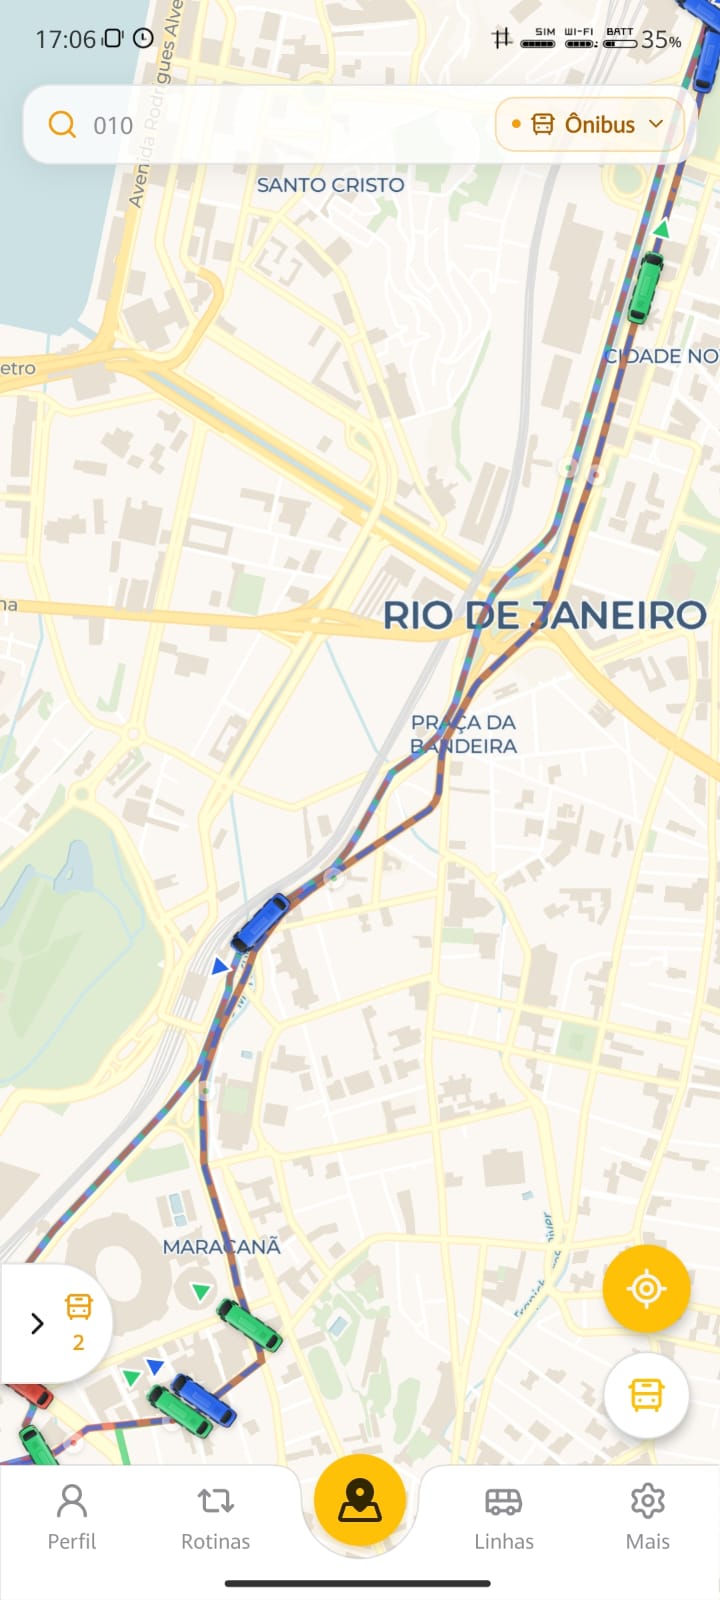 17:06
SIM WI-FI BATT 35%
010
Ônibus
Avenida Rodrigues Alve
SANTO CRISTO
etro
CIDADE NO
na
RIO DE JANEIRO
PRAÇA DA
BANDEIRA
MARACANÃ
2
Perfil
Rotinas
Linhas
Mais